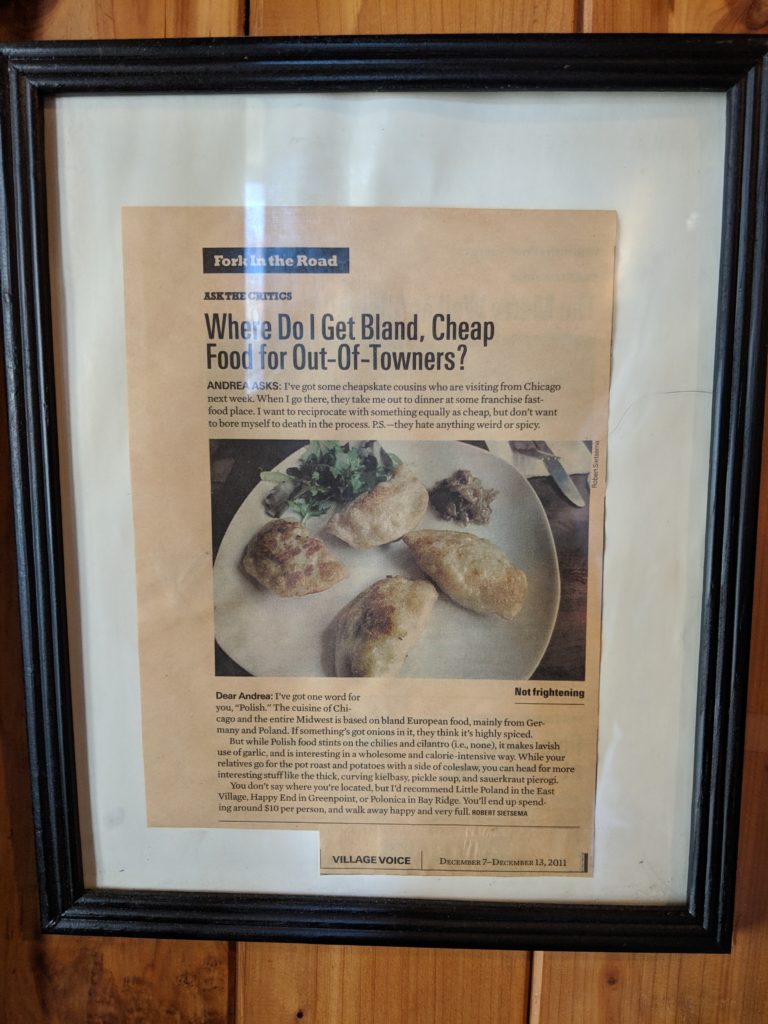 Fork In the Road
ASK THE CRITICS
Where Do I Get Bland, Cheap
Food for Out-Of-Towners?
ANDREA ASKS: I've got some cheapskate cousins who are visiting from Chicago
next week. When I go there, they take me out to dinner at some franchise fast-
food place. I want to reciprocate with something equally as cheap, but don't want
to bore myself to death in the process. P.S.—they hate anything weird or spicy.
Robert Sietsema
Not frightening
Dear Andrea: I've got one word for
you, "Polish." The cuisine of Chi-
cago and the entire Midwest is based on bland European food, mainly from Ger-
many and Poland. If something's got onions in it, they think it's highly spiced.
But while Polish food stints on the chilies and cilantro (i.e., none), it makes lavish
use of garlic, and is interesting in a wholesome and calorie-intensive way. While your
relatives go for the pot roast and potatoes with a side of coleslaw, you can head for more
interesting stuff like the thick, curving kielbasy, pickle soup, and sauerkraut pierogi.
You don't say where you're located, but I'd recommend Little Poland in the East
Village, Happy End in Greenpoint, or Polonica in Bay Ridge. You'll end up spend-
ing around $10 per person, and walk away happy and very full. ROBERT SIETSEMA
VILLAGE VOICE | DECEMBER 7–DECEMBER 13, 2011